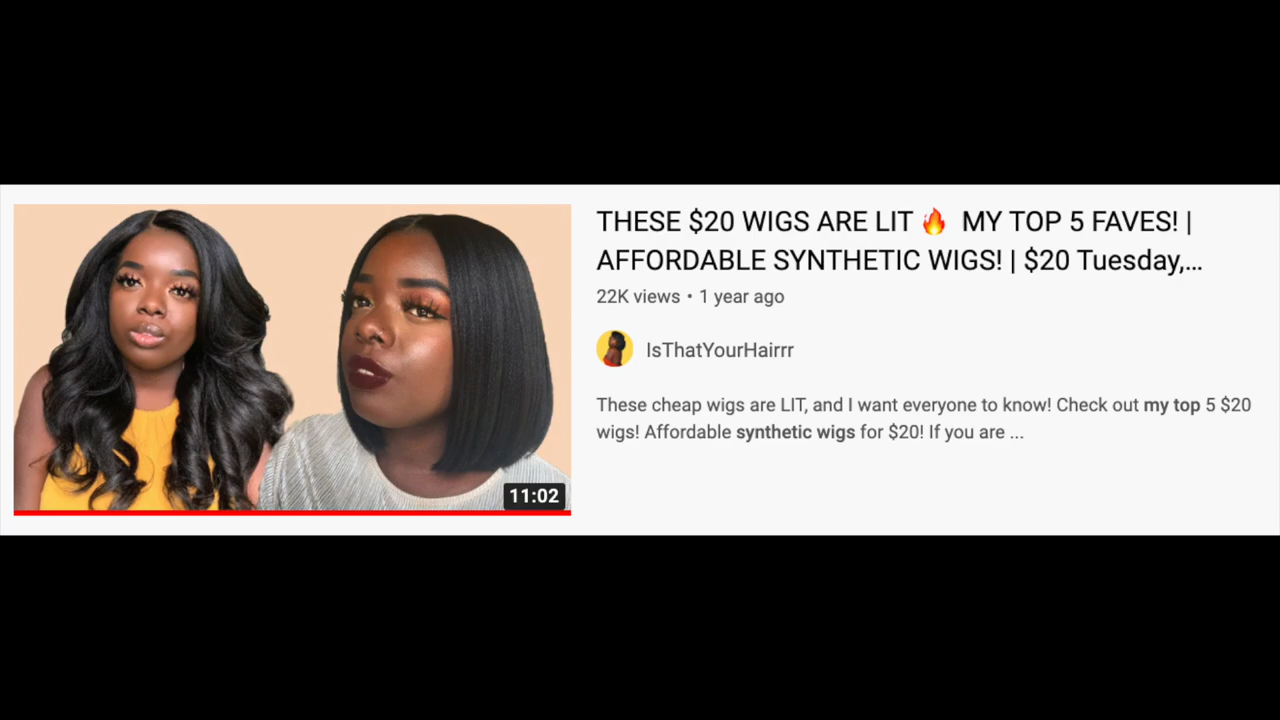 THESE $20 WIGS ARE LIT 🔥 MY TOP 5 FAVES! |
AFFORDABLE SYNTHETIC WIGS! | $20 Tuesday,...
22K views • 1 year ago
IsThatYourHairrr
These cheap wigs are LIT, and I want everyone to know! Check out my top 5 $20
wigs! Affordable synthetic wigs for $20! If you are ...
11:02